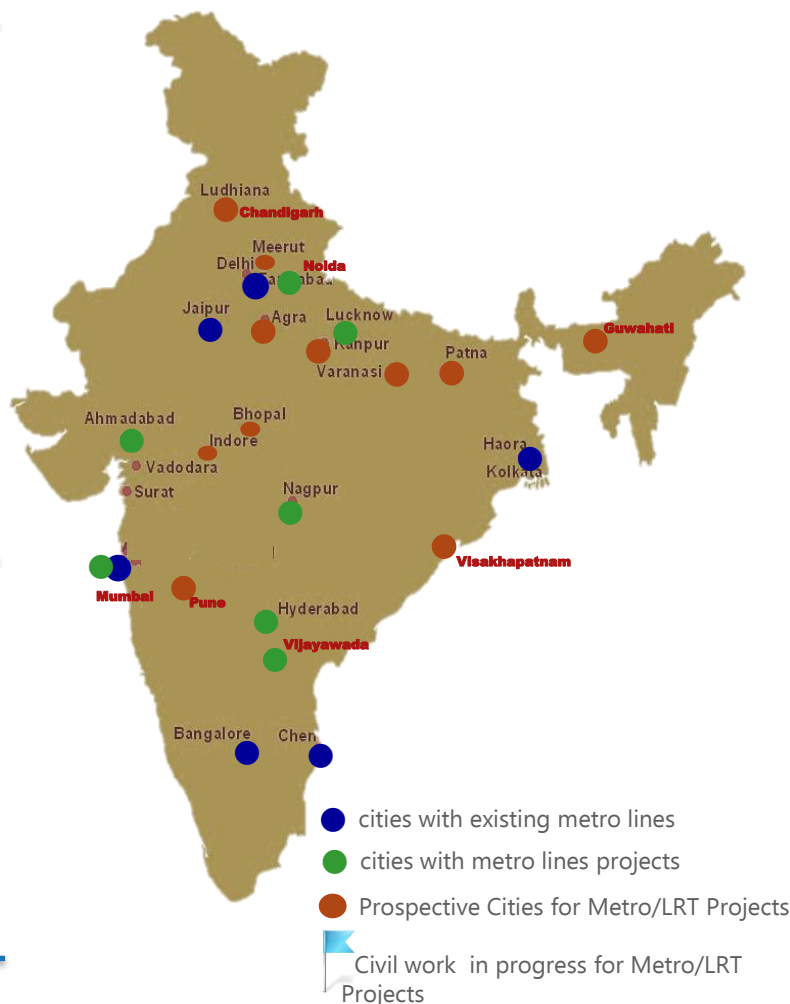 Ludhiana
Chandigarh
Meerut
Delhi
Noida
Jaipur
Agra
Lucknow
Kanpur
Guwahati
Varanasi
Patna
Ahmadabad
Bhopal
Indore
Vadodara
Surat
Haora
Kolkata
Nagpur
Visakhapatnam
Mumbai
Pune
Hyderabad
Vijayawada
Bangalore
Chen
cities with existing metro lines
cities with metro lines projects
Prospective Cities for Metro/LRT Projects
Civil work in progress for Metro/LRT
Projects